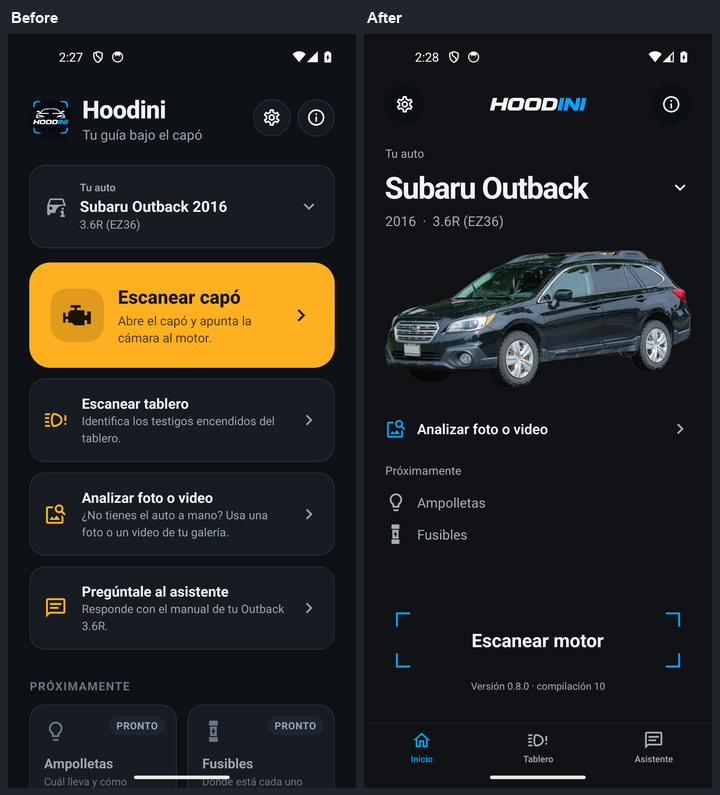 Before
2:27
HOODINI
Hoodini
Tu guía bajo el capó
Tu auto
Subaru Outback 2016
3.6R (EZ36)
Escanear capó
Abre el capó y apunta la
cámara al motor.
Escanear tablero
Identifica los testigos encendidos del
tablero.
Analizar foto o video
¿No tienes el auto a mano? Usa una
foto o un video de tu galería.
Pregúntale al asistente
Responde con el manual de tu Outback
3.6R.
PRÓXIMAMENTE
PRONTO
Ampolletas
Cuál lleva y cómo
PRONTO
Fusibles
Dónde está cada uno
After
2:28
HOODINI
Tu auto
Subaru Outback
2016 · 3.6R (EZ36)
Analizar foto o video
Próximamente
Ampolletas
Fusibles
Escanear motor
Versión 0.8.0 · compilación 10
Inicio
Tablero
Asistente